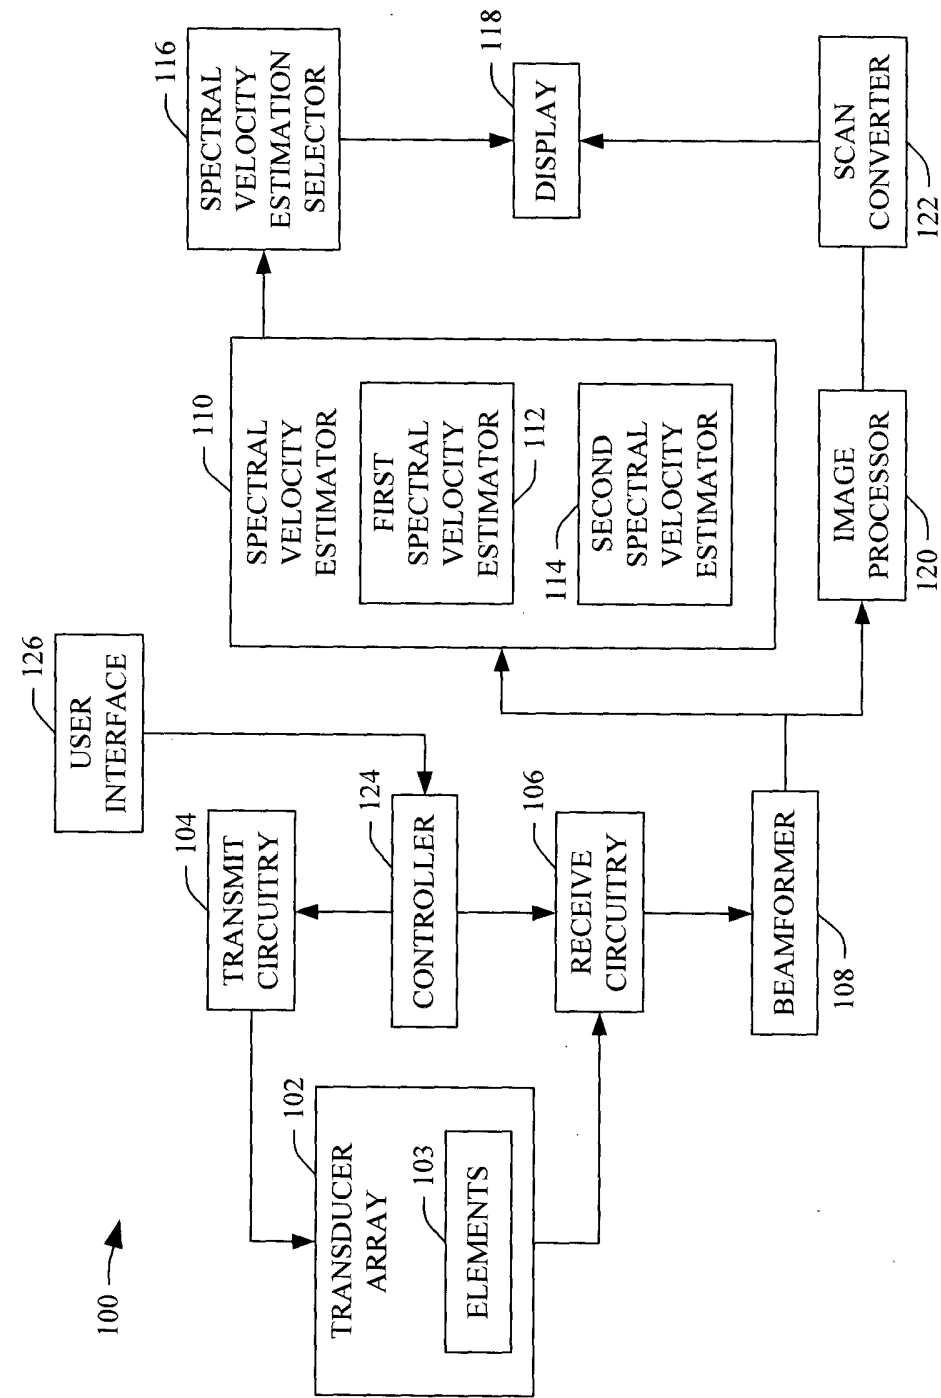 100
TRANSDUCER
ARRAY
102
ELEMENTS
103
TRANSMIT
CIRCUITRY
104
CONTROLLER
124
RECEIVE
CIRCUITRY
106
BEAMFORMER
108
USER
INTERFACE
126
SPECTRAL
VELOCITY
ESTIMATOR
110
FIRST
SPECTRAL
VELOCITY
ESTIMATOR
112
SECOND
SPECTRAL
VELOCITY
ESTIMATOR
114
IMAGE
PROCESSOR
120
SPECTRAL
VELOCITY
ESTIMATION
SELECTOR
116
DISPLAY
118
SCAN
CONVERTER
122